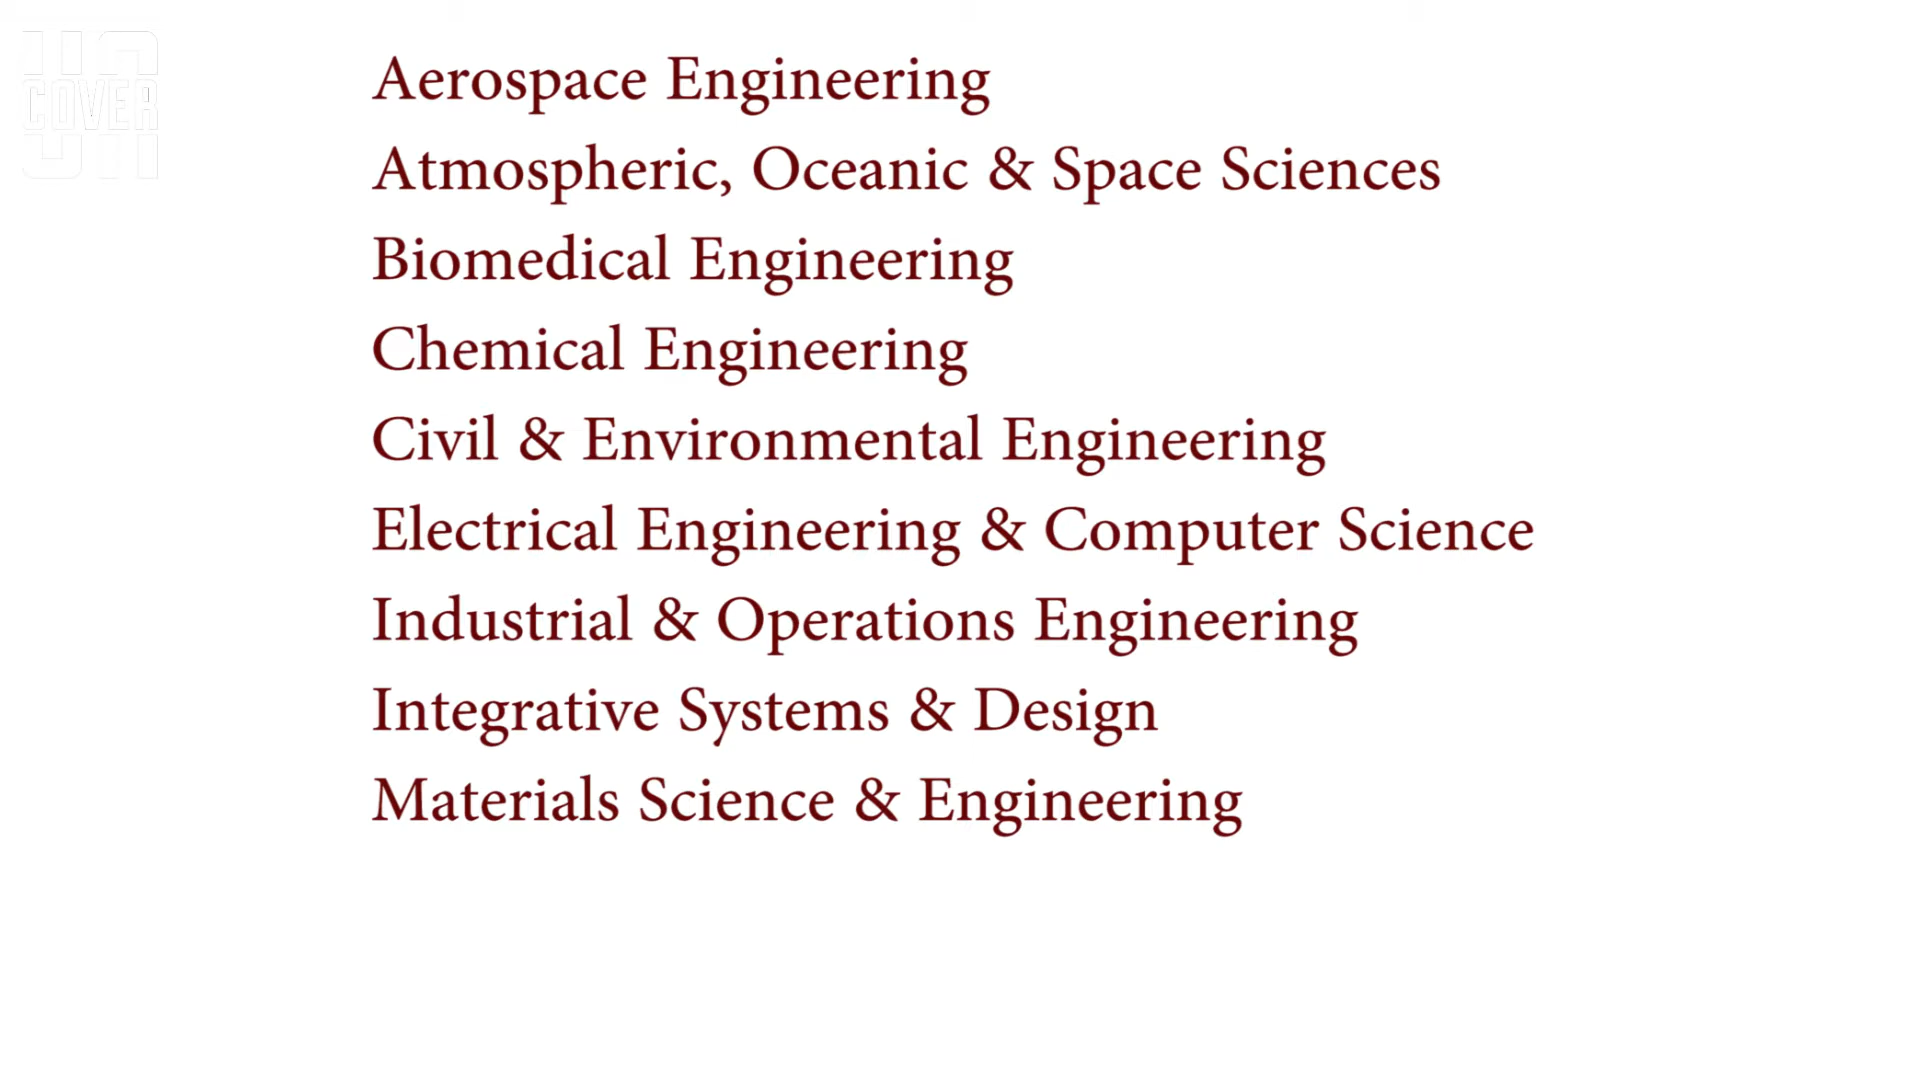 COVER
Aerospace Engineering
Atmospheric, Oceanic & Space Sciences
Biomedical Engineering
Chemical Engineering
Civil & Environmental Engineering
Electrical Engineering & Computer Science
Industrial & Operations Engineering
Integrative Systems & Design
Materials Science & Engineering